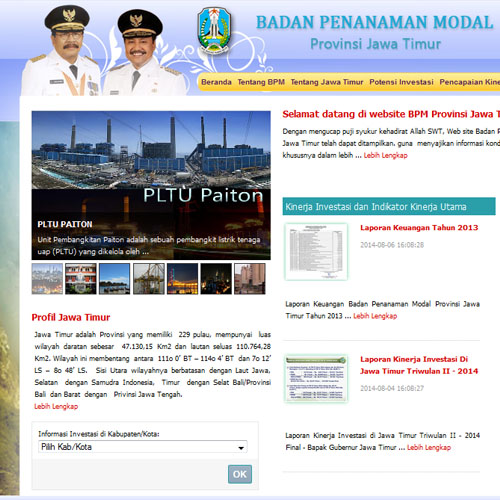 BADAN PENANAMAN MODAL
Provinsi Jawa Timur
Beranda Tentang BPM Tentang Jawa Timur Potensi Investasi Pencapaian Kine
PLTU Paiton
PLTU PAITON
Unit Pembangkitan Paiton adalah sebuah pembangkit listrik tenaga
uap (PLTU) yang dikelola oleh ...
Profil Jawa Timur
Jawa Timur adalah Provinsi yang memiliki 229 pulau, mempunyai luas
wilayah daratan sebesar 47.130,15 Km2 dan lautan seluas 110.764,28
Km2. Wilayah ini membentang antara 111o 0' BT – 114o 4' BT dan 7o 12'
LS – 8o 48' LS. Sisi Utara wilayahnya berbatasan dengan Laut Jawa,
Selatan dengan Samudra Indonesia, Timur dengan Selat Bali/Provinsi
Bali dan Barat dengan Provinsi Jawa Tengah.
Lebih Lengkap
Informasi Investasi di Kabupaten/Kota:
Pilih Kab/Kota
OK
Selamat datang di website BPM Provinsi Jawa T
Dengan mengucap puji syukur kehadirat Allah SWT, Web site Badan P
Jawa Timur telah dapat ditampilkan, guna menyajikan informasi kond
khususnya dalam lebih ... Lebih Lengkap
Kinerja Investasi dan Indikator Kinerja Utama
Laporan Keuangan Tahun 2013
2014-08-06 16:08:28
Laporan Keuangan Badan Penanaman Modal Provinsi Jawa
Timur Tahun 2013 ... Lebih Lengkap
Laporan Kinerja Investasi Di
Jawa Timur Triwulan II - 2014
2014-08-04 16:08:27
Laporan Kinerja Investasi di Jawa Timur Triwulan II - 2014
Final - Bapak Gubernur Jawa Timur ... Lebih Lengkap